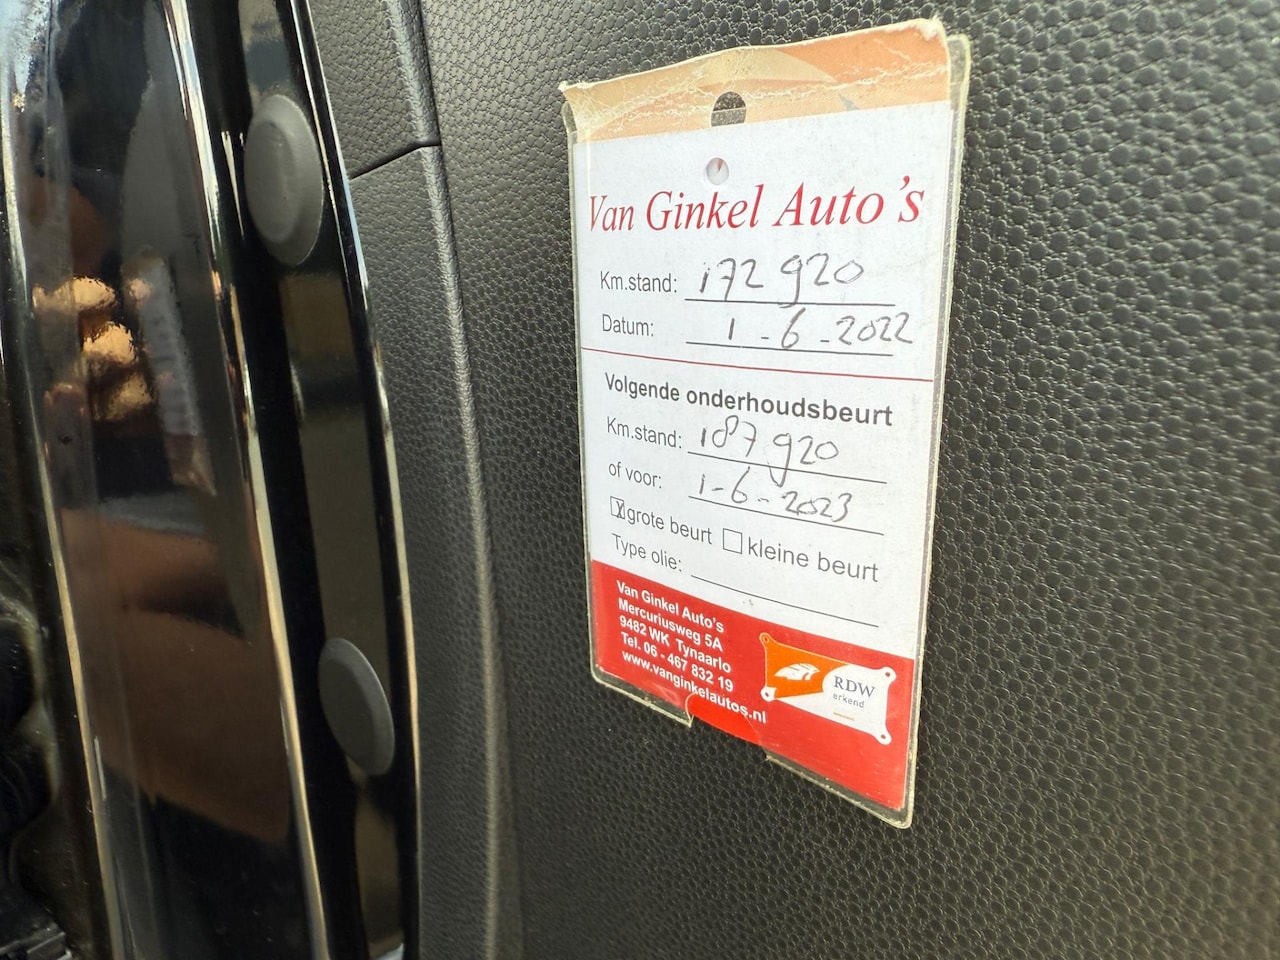 Van Ginkel Auto's
Km.stand: 172 920
Datum: 1-6-2022
Volgende onderhoudsbeurt
Km.stand: 187 920
of voor: 1-6-2023
☒ grote beurt ☐ kleine beurt
Type olie:
Van Ginkel Auto's
Mercuriusweg 5A
9482 WK Tynaarlo
Tel. 06 - 467 832 19
www.vanginkelautos.nl
RDW
erkend